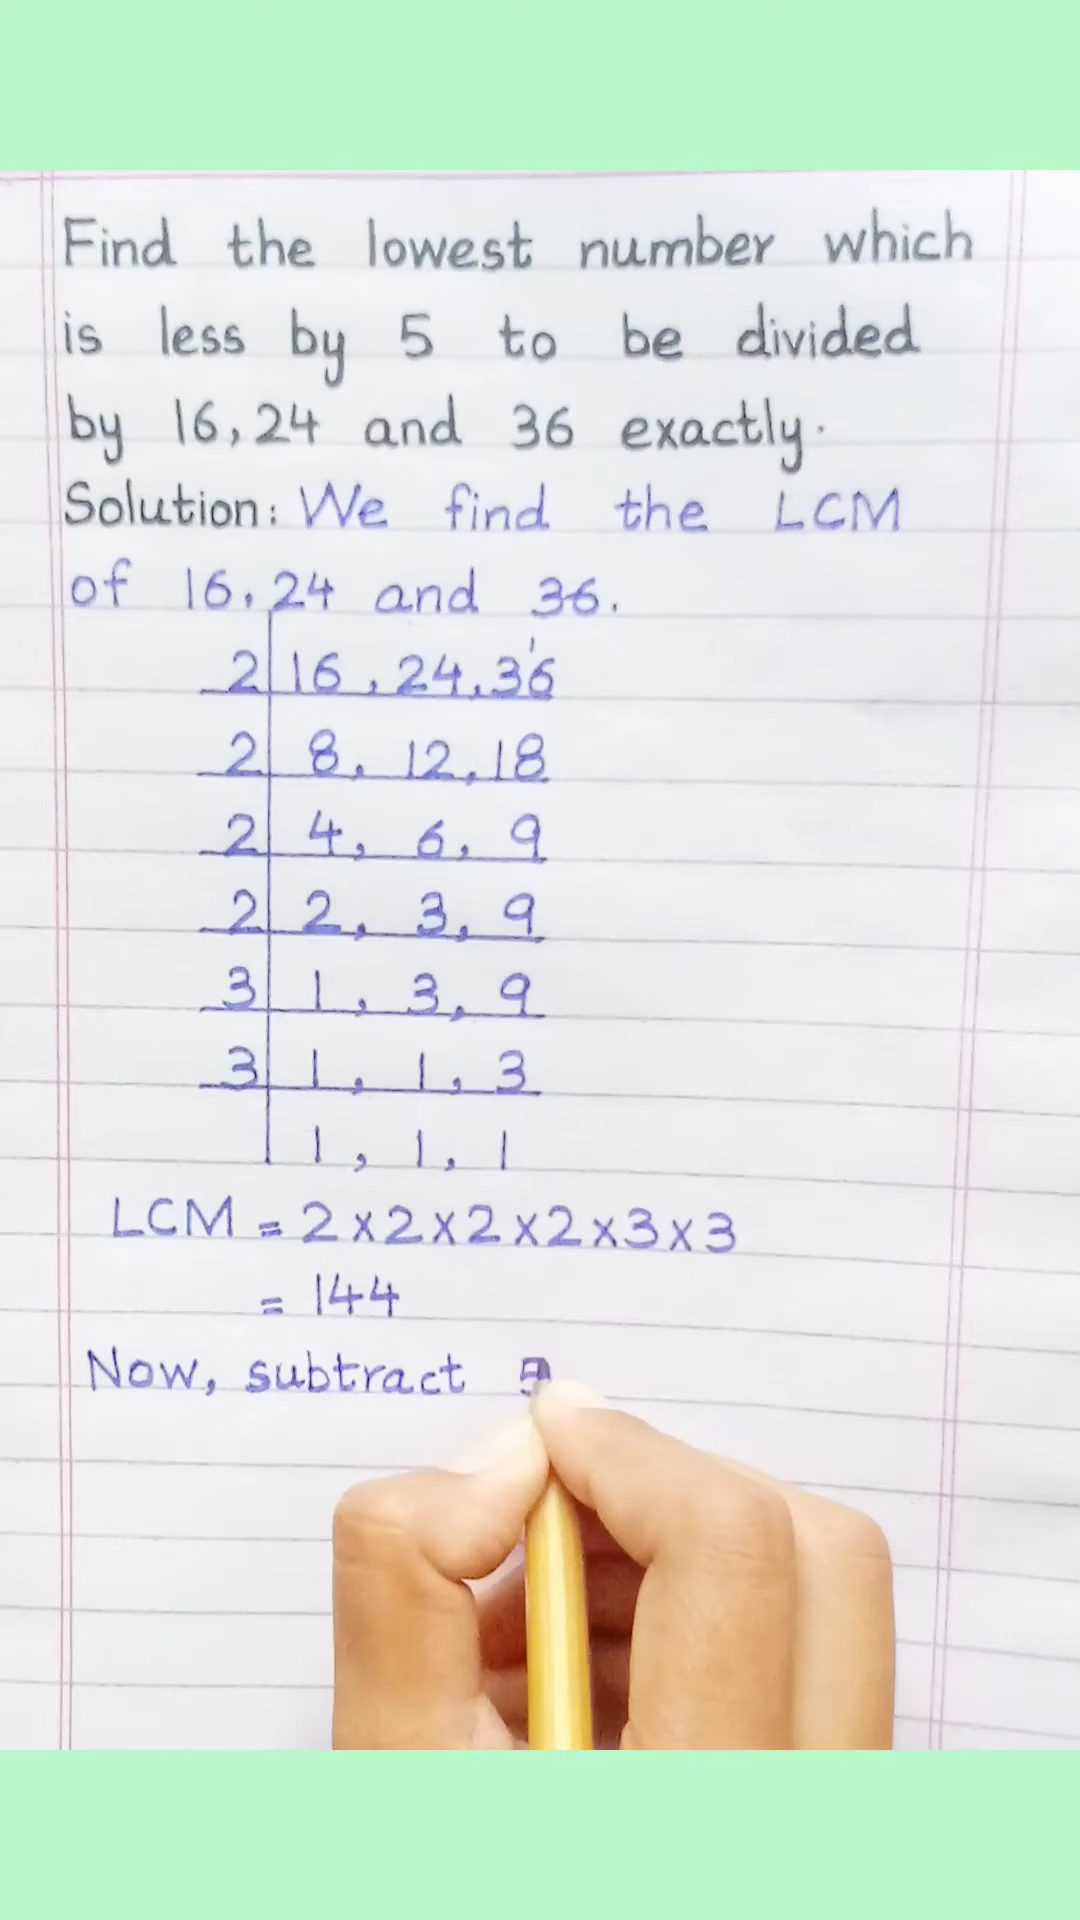 Find the lowest number which
is less by 5 to be divided
by 16, 24 and 36 exactly.
Solution: We find the LCM
of 16, 24 and 36.
2 | 16, 24, 36
2 | 8, 12, 18
2 | 4, 6, 9
2 | 2, 3, 9
3 | 1, 3, 9
3 | 1, 1, 3
1, 1, 1
LCM = 2 × 2 × 2 × 2 × 3 × 3
= 144
Now, subtract 5